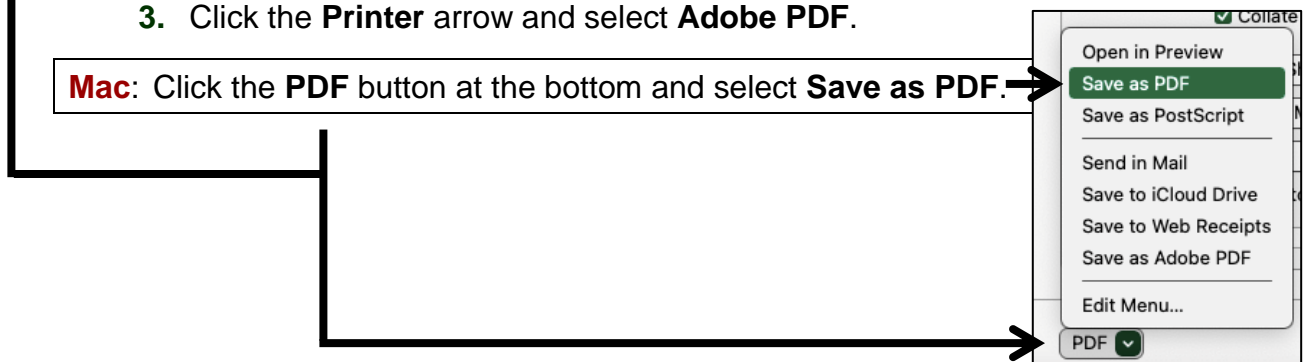 3. Click the Printer arrow and select Adobe PDF.
Mac: Click the PDF button at the bottom and select Save as PDF.
Collate
Open in Preview
Save as PDF
Save as PostScript
Send in Mail
Save to iCloud Drive
Save to Web Receipts
Save as Adobe PDF
Edit Menu...
PDF